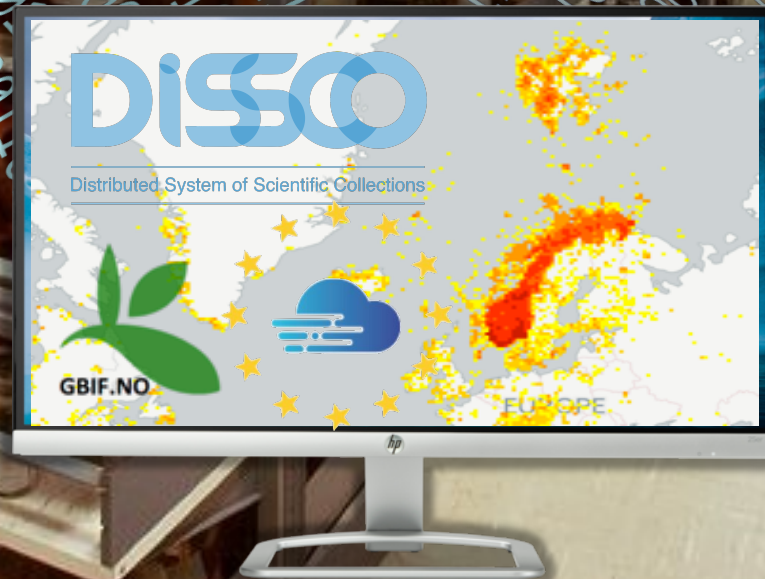 DiSSCO
Distributed System of Scientific Collections
GBIF.NO
EUROPE
hp